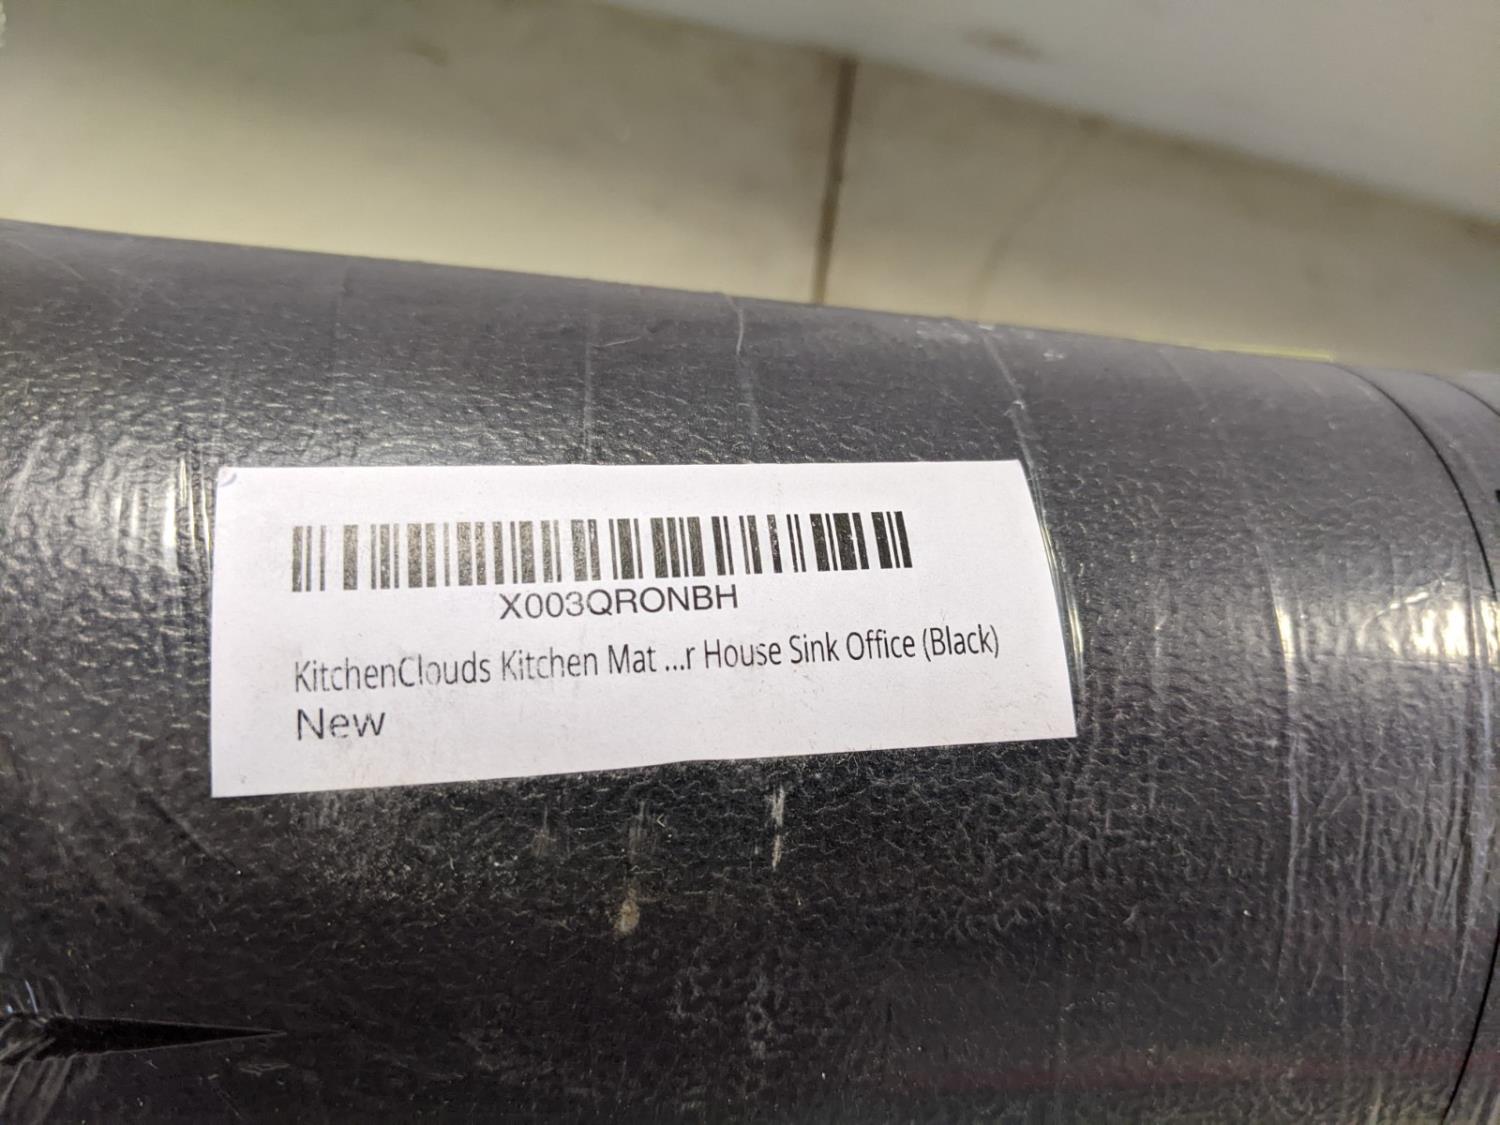 X003QRONBH
KitchenClouds Kitchen Mat ...r House Sink Office (Black)
New